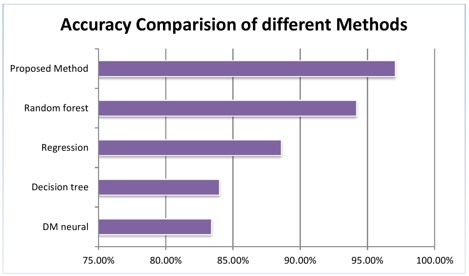 Accuracy Comparision of different Methods
Proposed Method
Random forest
Regression
Decision tree
DM neural
75.00% 80.00% 85.00% 90.00% 95.00% 100.00%